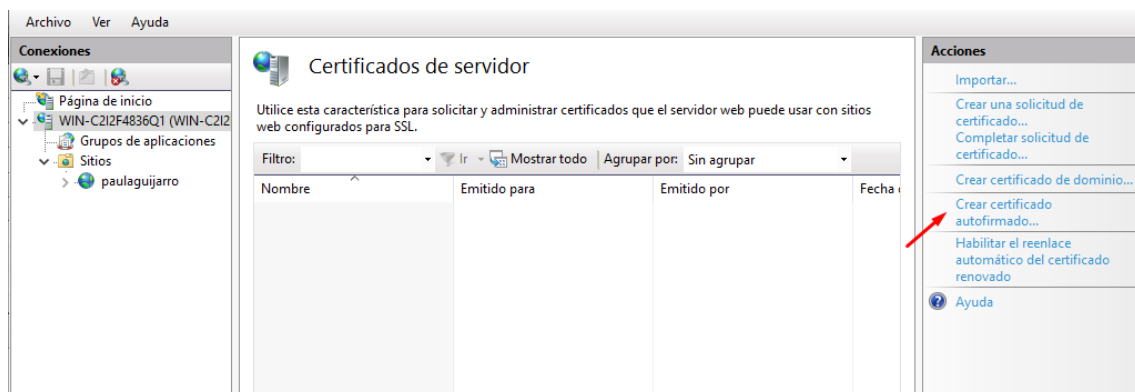 Archivo Ver Ayuda
Conexiones
Página de inicio
WIN-C2I2F4836Q1 (WIN-C2I2
Grupos de aplicaciones
Sitios
paulaguijarro
Certificados de servidor
Utilice esta característica para solicitar y administrar certificados que el servidor web puede usar con sitios
web configurados para SSL.
Filtro: Ir Mostrar todo Agrupar por: Sin agrupar
Nombre Emitido para Emitido por Fecha
Acciones
Importar...
Crear una solicitud de
certificado...
Completar solicitud de
certificado...
Crear certificado de dominio...
Crear certificado
autofirmado...
Habilitar el reenlace
automático del certificado
renovado
Ayuda